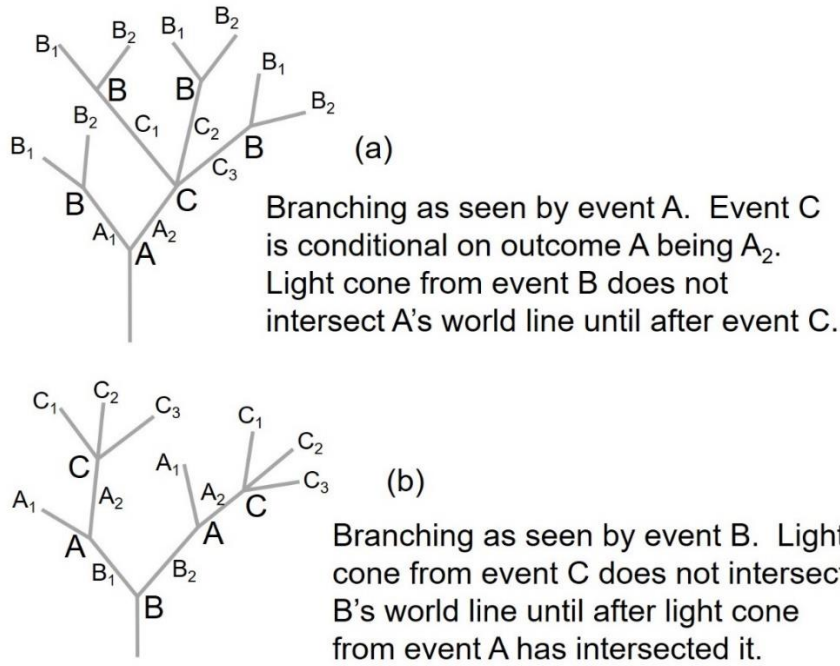 B₁ B₂ B₁ B₂
B B B₁
B₂ C₁ C₂ B₂
B₁ C₃ B
B C
A₁ A₂
A
(a)
Branching as seen by event A. Event C
is conditional on outcome A being A₂.
Light cone from event B does not
intersect A’s world line until after event C.
C₁ C₂ C₃ C₁
C₂
C A₁ C₃
A₁ A₂ A₂ C
A A
B₁ B₂
B
(b)
Branching as seen by event B. Light
cone from event C does not intersect
B’s world line until after light cone
from event A has intersected it.